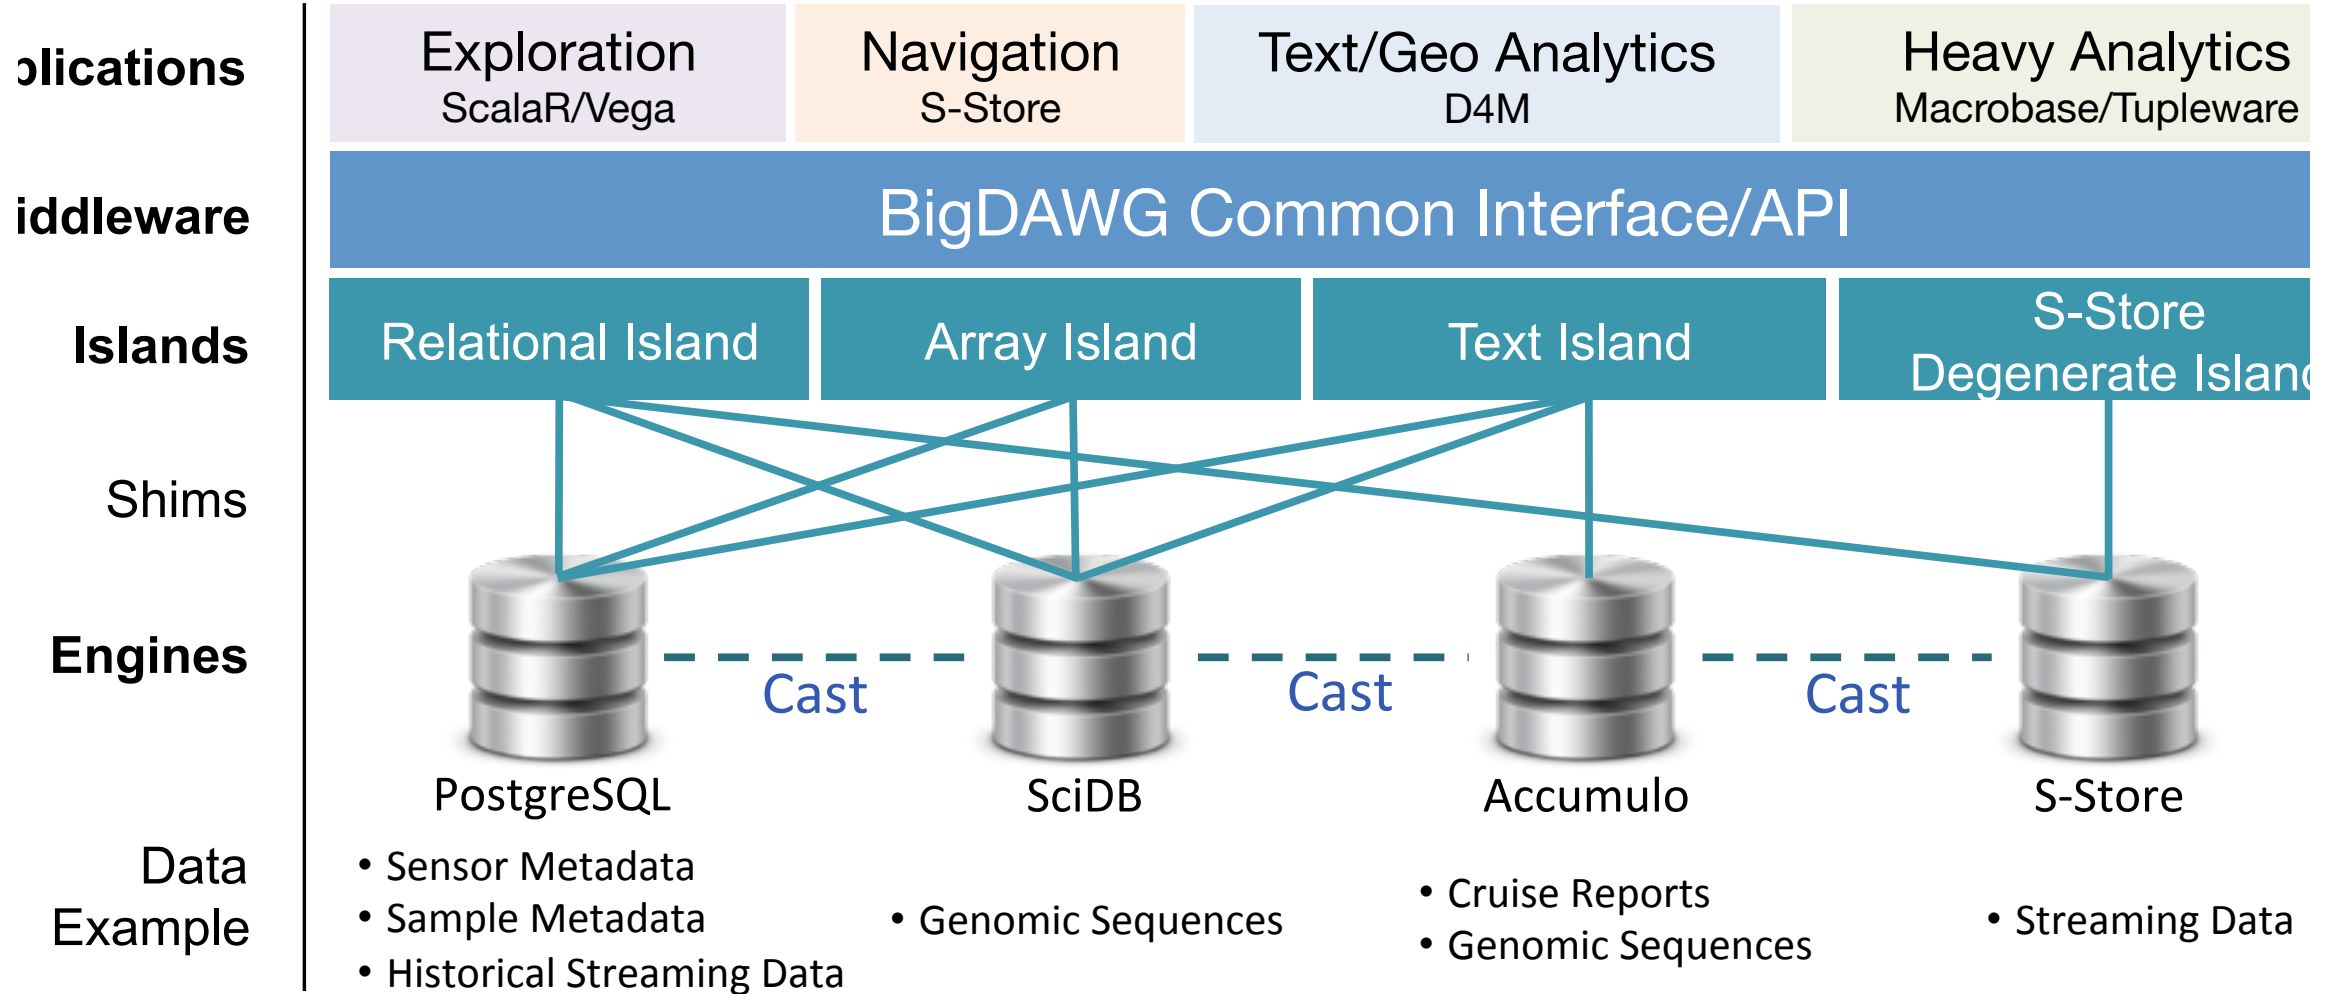 plications
Exploration
ScalaR/Vega
Navigation
S-Store
Text/Geo Analytics
D4M
Heavy Analytics
Macrobase/Tupleware
iddleware
BigDAWG Common Interface/API
Islands
Relational Island
Array Island
Text Island
S-Store
Degenerate Island
Shims
Engines
Cast
Cast
Cast
PostgreSQL
SciDB
Accumulo
S-Store
Data
Example
• Sensor Metadata
• Sample Metadata
• Historical Streaming Data
• Genomic Sequences
• Cruise Reports
• Genomic Sequences
• Streaming Data